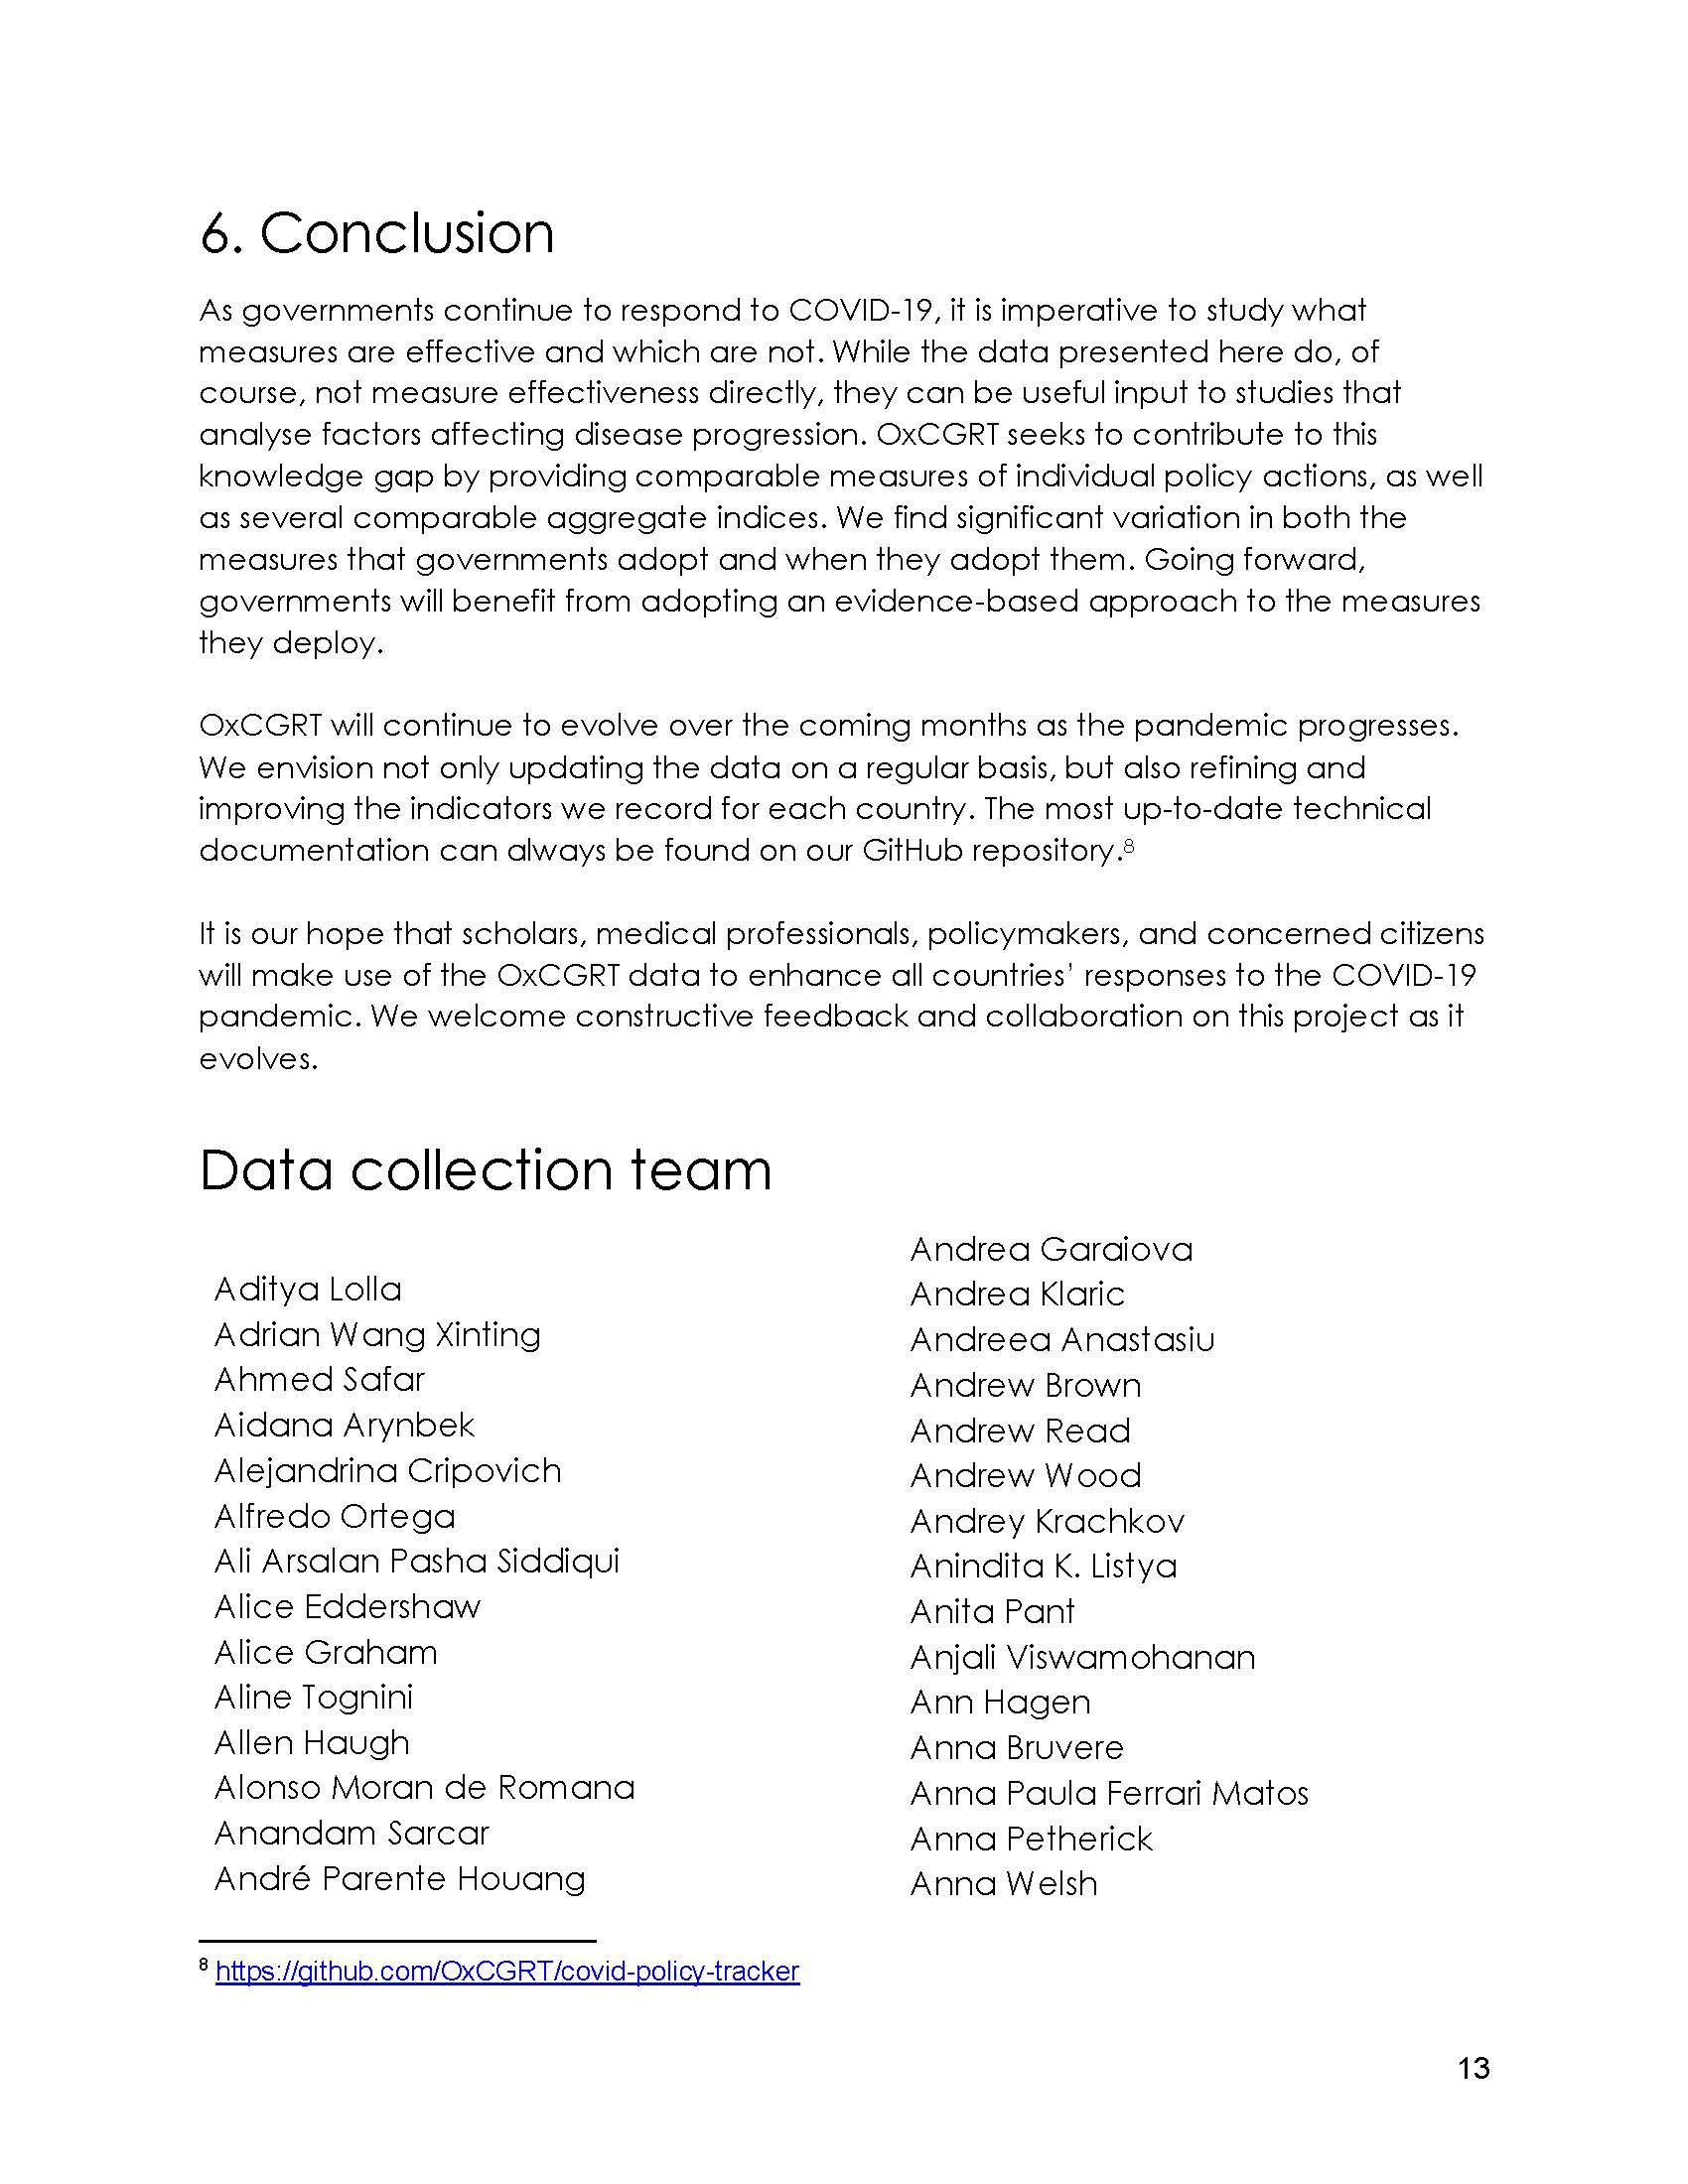 6. Conclusion
As governments continue to respond to COVID-19, it is imperative to study what
measures are effective and which are not. While the data presented here do, of
course, not measure effectiveness directly, they can be useful input to studies that
analyse factors affecting disease progression. OxCGRT seeks to contribute to this
knowledge gap by providing comparable measures of individual policy actions, as well
as several comparable aggregate indices. We find significant variation in both the
measures that governments adopt and when they adopt them. Going forward,
governments will benefit from adopting an evidence-based approach to the measures
they deploy.
OxCGRT will continue to evolve over the coming months as the pandemic progresses.
We envision not only updating the data on a regular basis, but also refining and
improving the indicators we record for each country. The most up-to-date technical
documentation can always be found on our GitHub repository.8
It is our hope that scholars, medical professionals, policymakers, and concerned citizens
will make use of the OxCGRT data to enhance all countries’ responses to the COVID-19
pandemic. We welcome constructive feedback and collaboration on this project as it
evolves.
Data collection team
Aditya Lolla
Adrian Wang Xinting
Ahmed Safar
Aidana Arynbek
Alejandrina Cripovich
Alfredo Ortega
Ali Arsalan Pasha Siddiqui
Alice Eddershaw
Alice Graham
Aline Tognini
Allen Haugh
Alonso Moran de Romana
Anandam Sarcar
André Parente Houang
Andrea Garaiova
Andrea Klaric
Andreea Anastasiu
Andrew Brown
Andrew Read
Andrew Wood
Andrey Krachkov
Anindita K. Listya
Anita Pant
Anjali Viswamohanan
Ann Hagen
Anna Bruvere
Anna Paula Ferrari Matos
Anna Petherick
Anna Welsh
8 https://github.com/OxCGRT/covid-policy-tracker
13